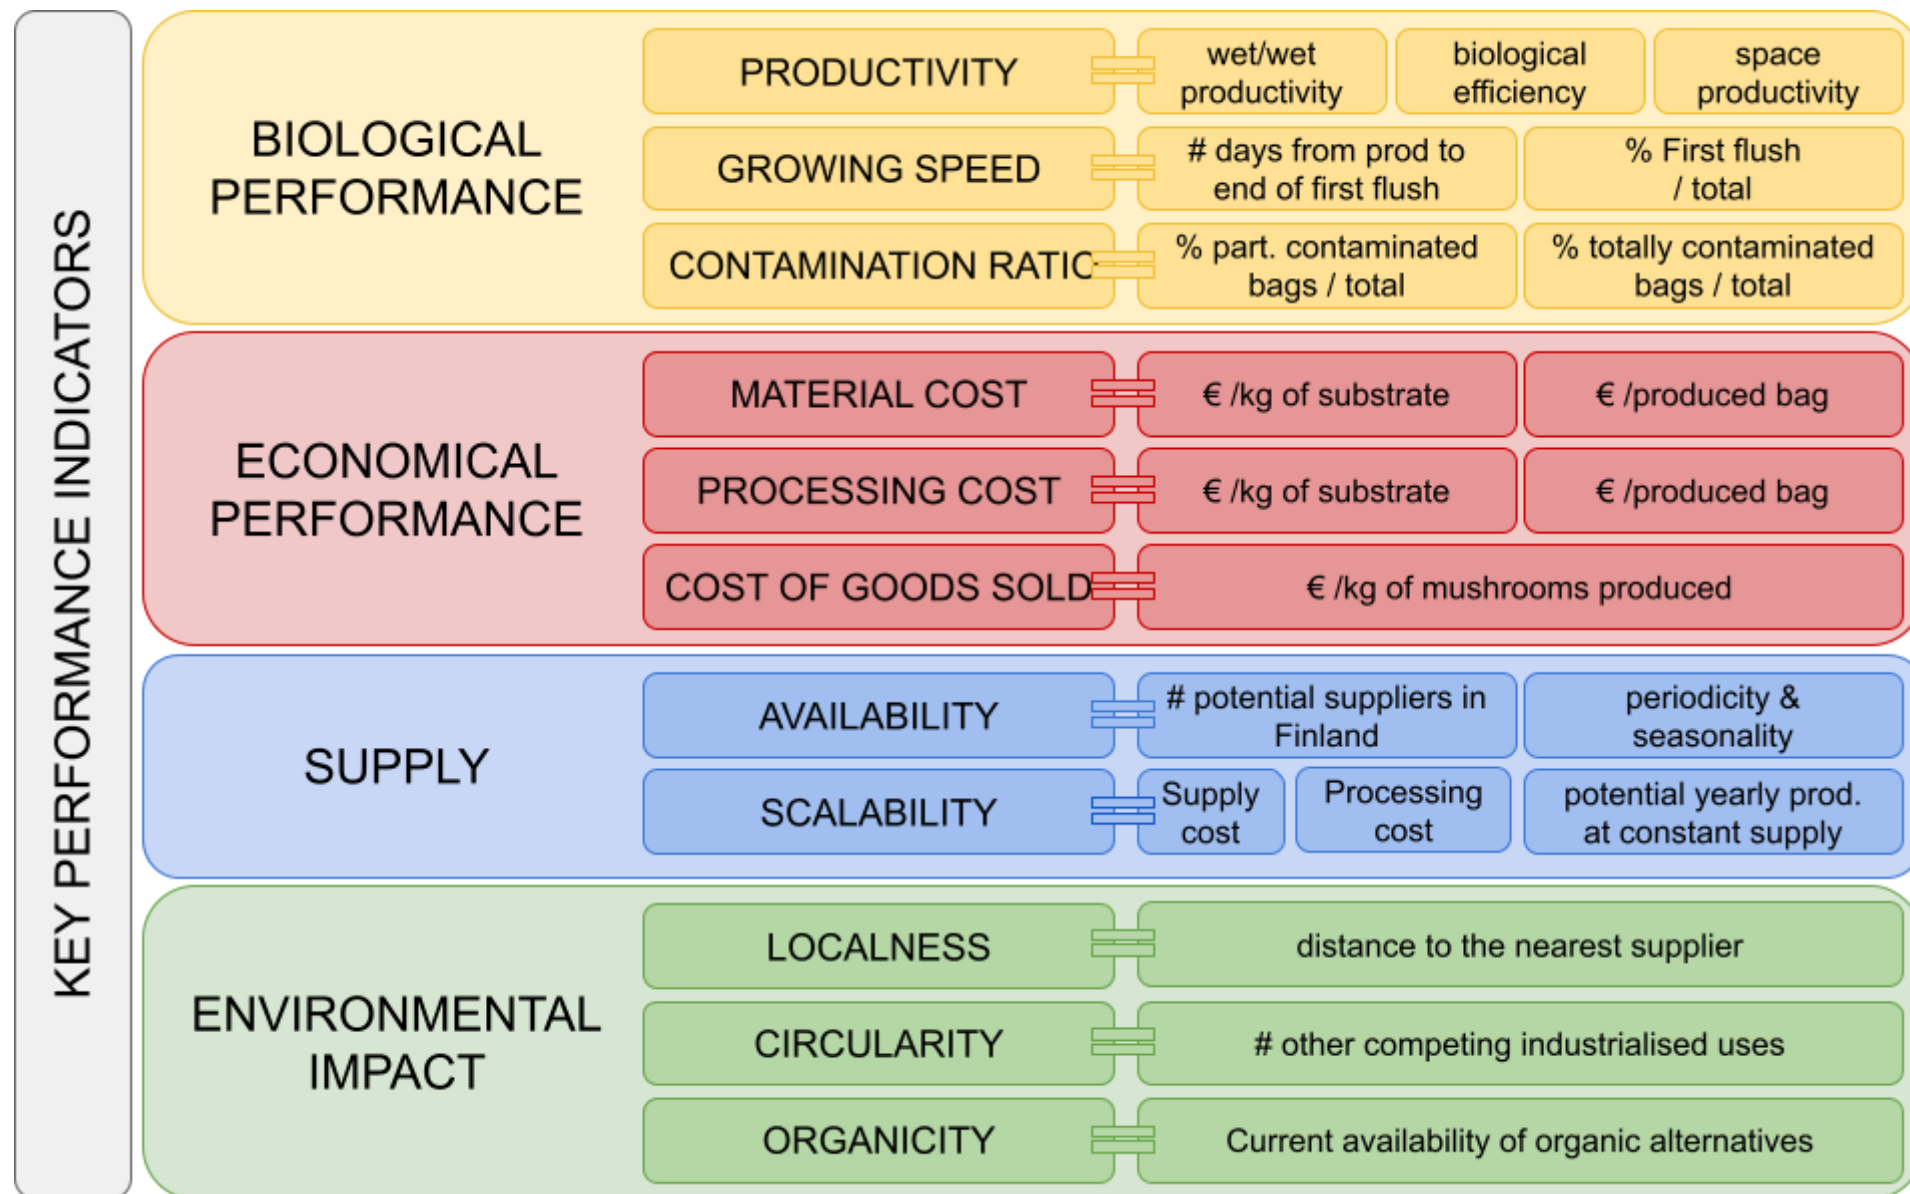 KEY PERFORMANCE INDICATORS
BIOLOGICAL
PERFORMANCE
PRODUCTIVITY
wet/wet
productivity
biological
efficiency
space
productivity
GROWING SPEED
# days from prod to
end of first flush
% First flush
/ total
CONTAMINATION RATIO
% part. contaminated
bags / total
% totally contaminated
bags / total
ECONOMICAL
PERFORMANCE
MATERIAL COST
€ /kg of substrate
€ /produced bag
PROCESSING COST
€ /kg of substrate
€ /produced bag
COST OF GOODS SOLD
€ /kg of mushrooms produced
SUPPLY
AVAILABILITY
# potential suppliers in
Finland
periodicity &
seasonality
SCALABILITY
Supply
cost
Processing
cost
potential yearly prod.
at constant supply
ENVIRONMENTAL
IMPACT
LOCALNESS
distance to the nearest supplier
CIRCULARITY
# other competing industrialised uses
ORGANICITY
Current availability of organic alternatives